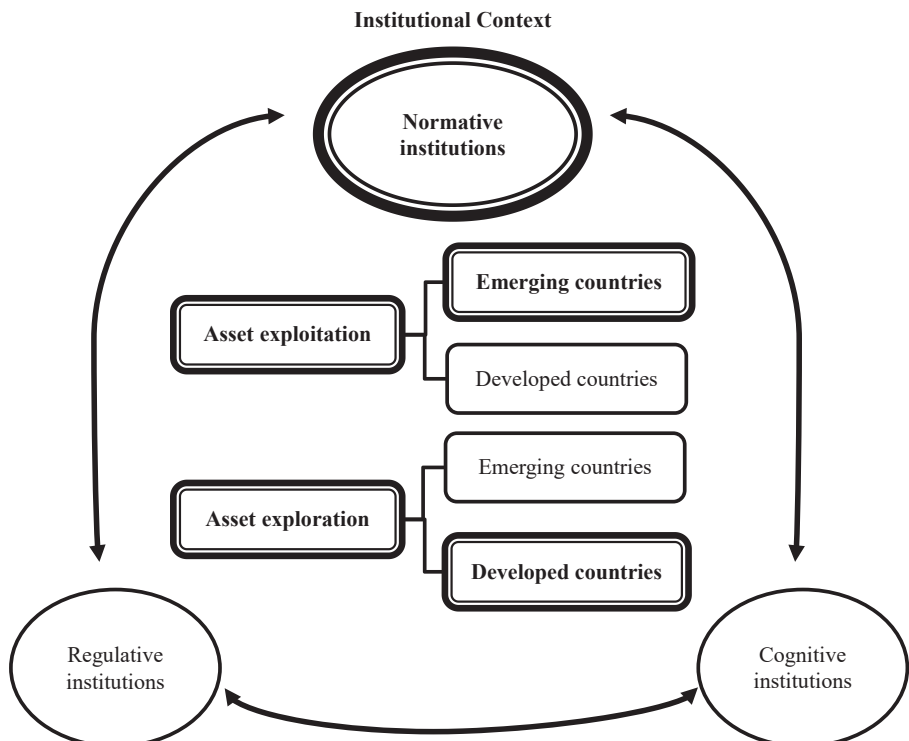 Institutional Context
Normative
institutions
Emerging countries
Asset exploitation
Developed countries
Emerging countries
Asset exploration
Developed countries
Regulative
institutions
Cognitive
institutions